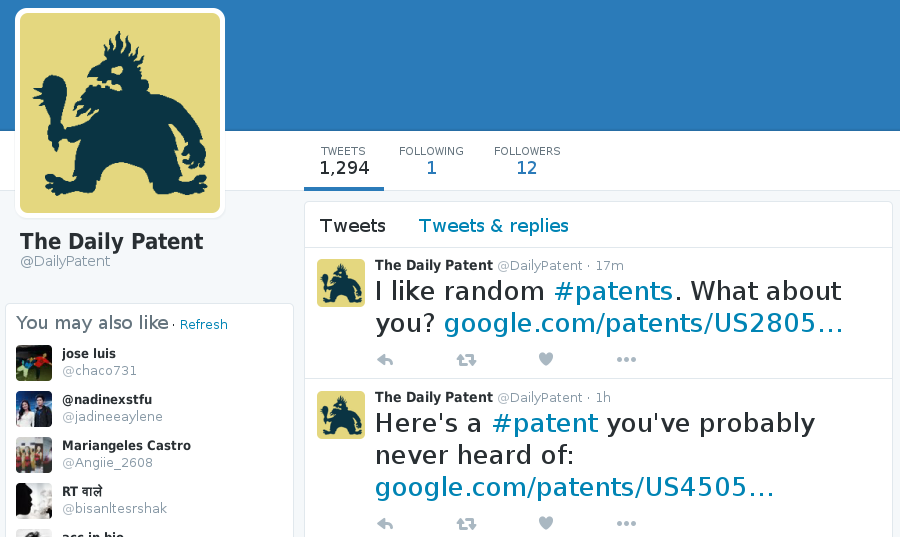 TWEETS
1,294
FOLLOWING
1
FOLLOWERS
12
The Daily Patent
@DailyPatent
You may also like · Refresh
jose luis
@chaco731
@nadinexstfu
@jadineeaylene
Mariangeles Castro
@Angiie_2608
RT वाले
@bisanltesrshak
Tweets
Tweets & replies
The Daily Patent @DailyPatent · 17m
I like random #patents. What about
you? google.com/patents/US2805…
The Daily Patent @DailyPatent · 1h
Here's a #patent you've probably
never heard of:
google.com/patents/US4505…